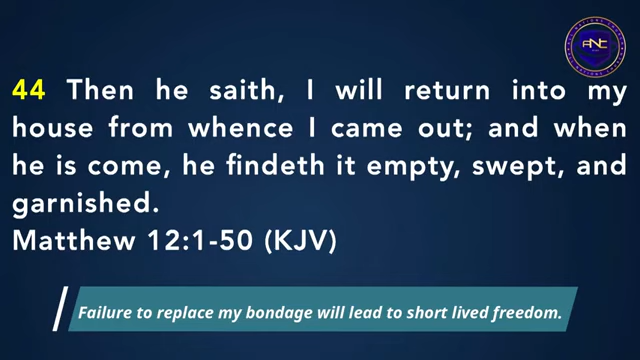 ANC
44 Then he saith, I will return into my
house from whence I came out; and when
he is come, he findeth it empty, swept, and
garnished.
Matthew 12:1-50 (KJV)
Failure to replace my bondage will lead to short lived freedom.